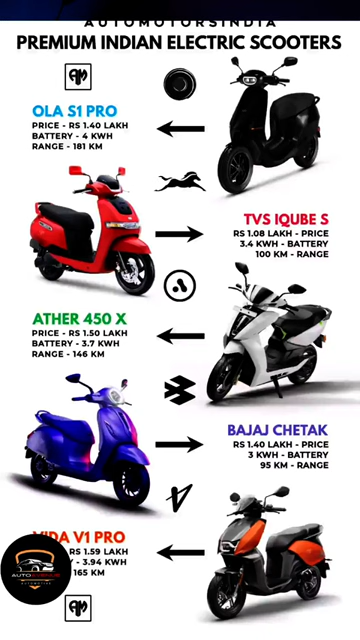 AUTOMOTORSINDIA
PREMIUM INDIAN ELECTRIC SCOOTERS
OLA S1 PRO
PRICE - RS 1.40 LAKH
BATTERY - 4 KWH
RANGE - 181 KM
TVS IQUBE S
RS 1.08 LAKH - PRICE
3.4 KWH - BATTERY
100 KM - RANGE
ATHER 450 X
PRICE - RS 1.50 LAKH
BATTERY - 3.7 KWH
RANGE - 146 KM
BAJAJ CHETAK
RS 1.40 LAKH - PRICE
3 KWH - BATTERY
95 KM - RANGE
VIDA V1 PRO
RS 1.59 LAKH
- 3.94 KWH
165 KM